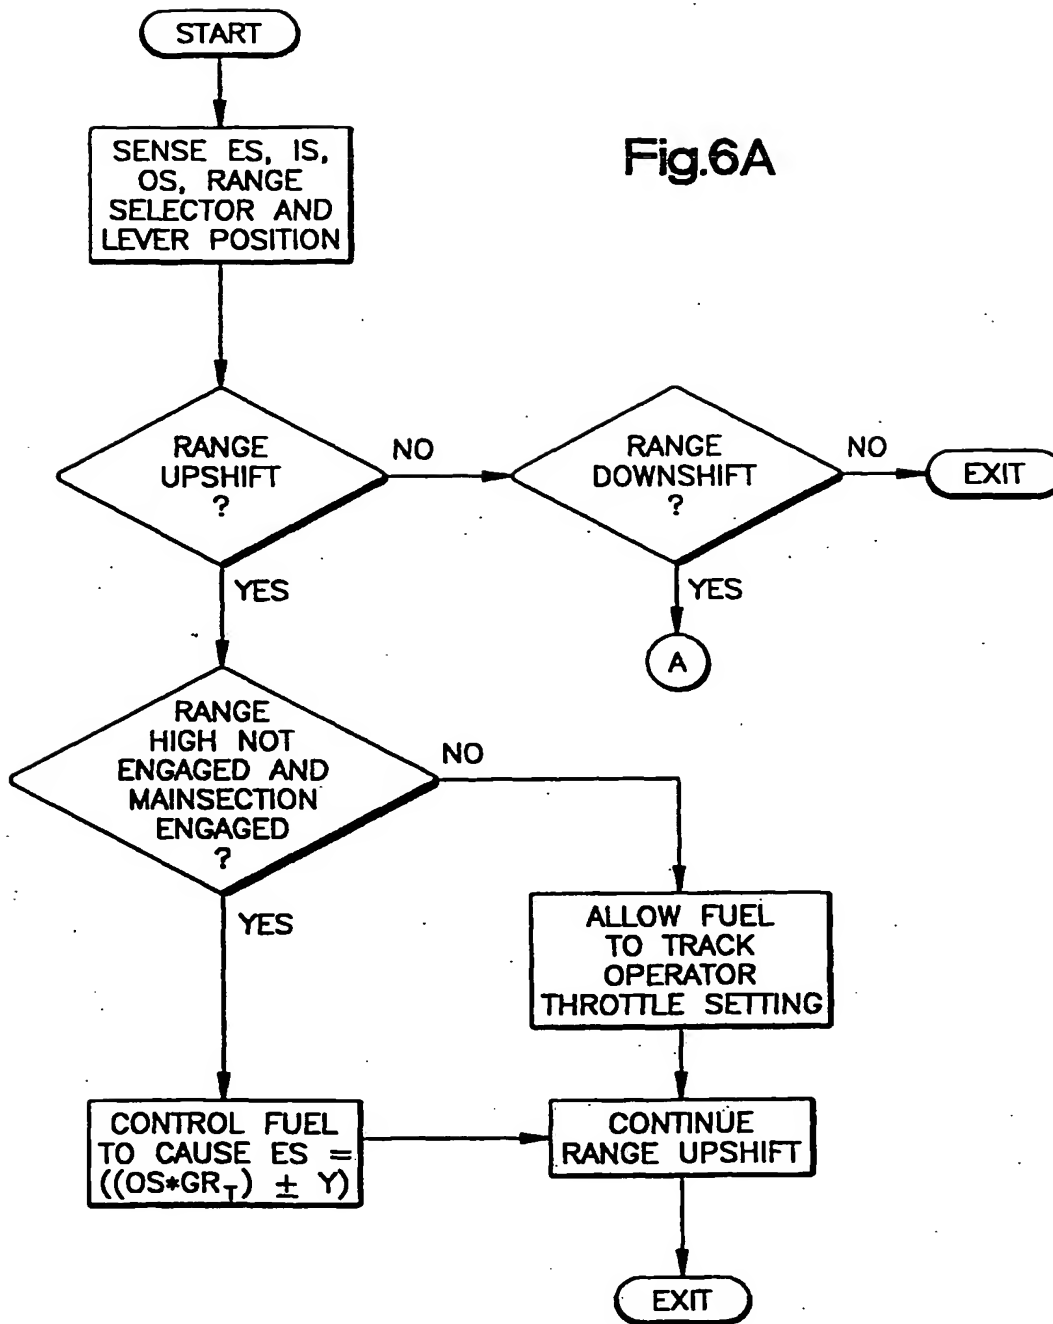 START
Fig.6A
SENSE ES, IS,
OS, RANGE
SELECTOR AND
LEVER POSITION
RANGE
UPSHIFT
?
NO
RANGE
DOWNSHIFT
?
NO
EXIT
YES
YES
A
RANGE
HIGH NOT
ENGAGED AND
MAINSECTION
ENGAGED
?
NO
YES
ALLOW FUEL
TO TRACK
OPERATOR
THROTTLE SETTING
CONTROL FUEL
TO CAUSE ES =
((OS*GR_T) ± Y)
CONTINUE
RANGE UPSHIFT
EXIT